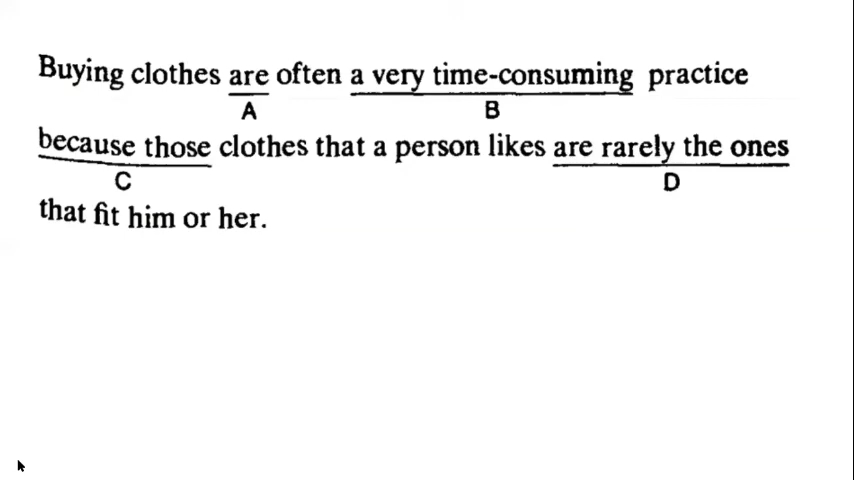 Buying clothes are often a very time-consuming practice
A B
because those clothes that a person likes are rarely the ones
C D
that fit him or her.